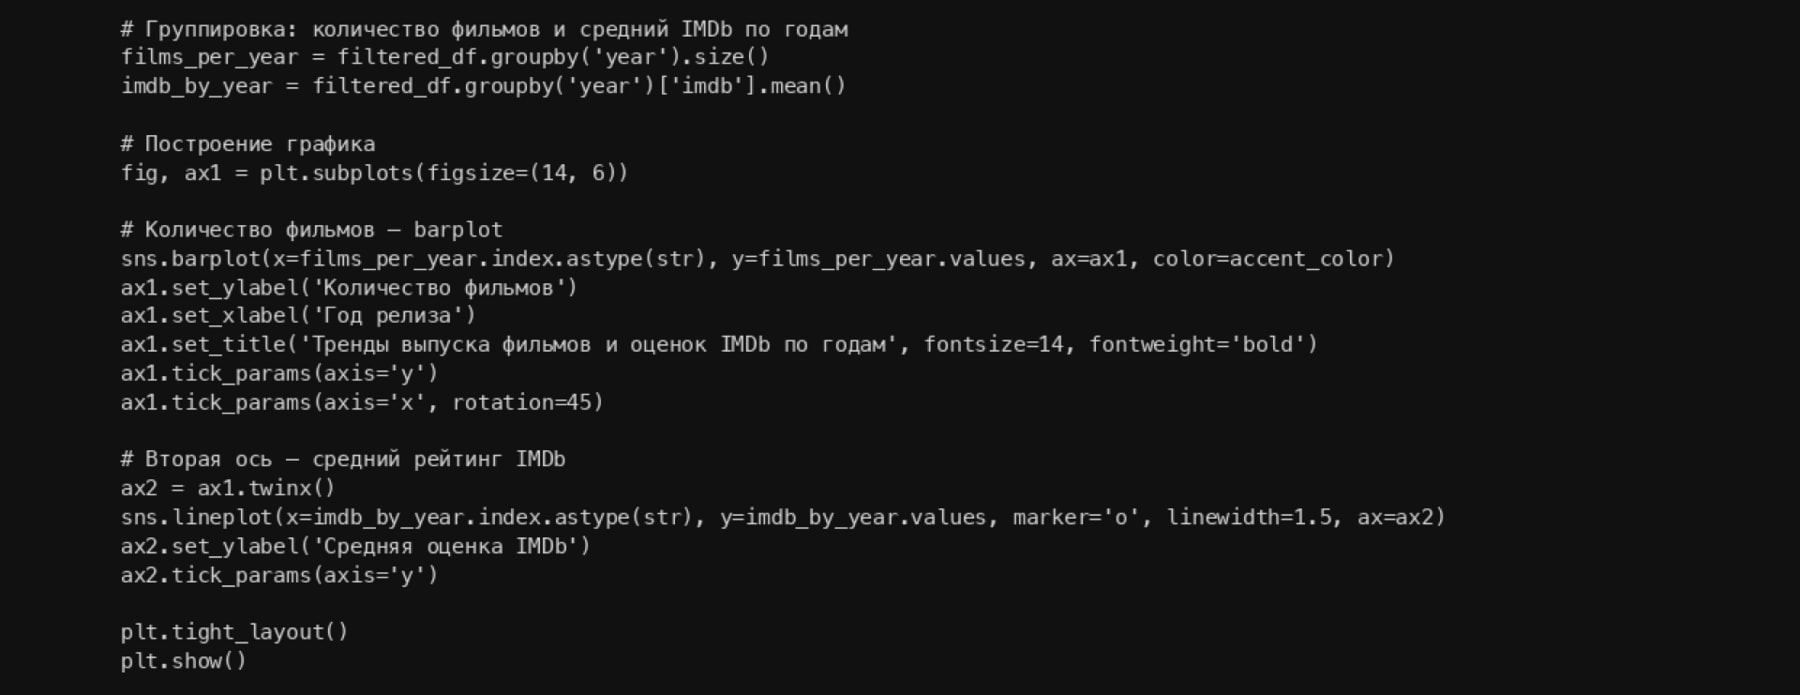 # Группировка: количество фильмов и средний IMDb по годам
films_per_year = filtered_df.groupby('year').size()
imdb_by_year = filtered_df.groupby('year')['imdb'].mean()
# Построение графика
fig, ax1 = plt.subplots(figsize=(14, 6))
# Количество фильмов — barplot
sns.barplot(x=films_per_year.index.astype(str), y=films_per_year.values, ax=ax1, color=accent_color)
ax1.set_ylabel('Количество фильмов')
ax1.set_xlabel('Год релиза')
ax1.set_title('Тренды выпуска фильмов и оценок IMDb по годам', fontsize=14, fontweight='bold')
ax1.tick_params(axis='y')
ax1.tick_params(axis='x', rotation=45)
# Вторая ось — средний рейтинг IMDb
ax2 = ax1.twinx()
sns.lineplot(x=imdb_by_year.index.astype(str), y=imdb_by_year.values, marker='o', linewidth=1.5, ax=ax2)
ax2.set_ylabel('Средняя оценка IMDb')
ax2.tick_params(axis='y')
plt.tight_layout()
plt.show()